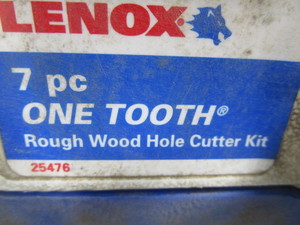 LENOX
7 pc
ONE TOOTH®
Rough Wood Hole Cutter Kit
25476